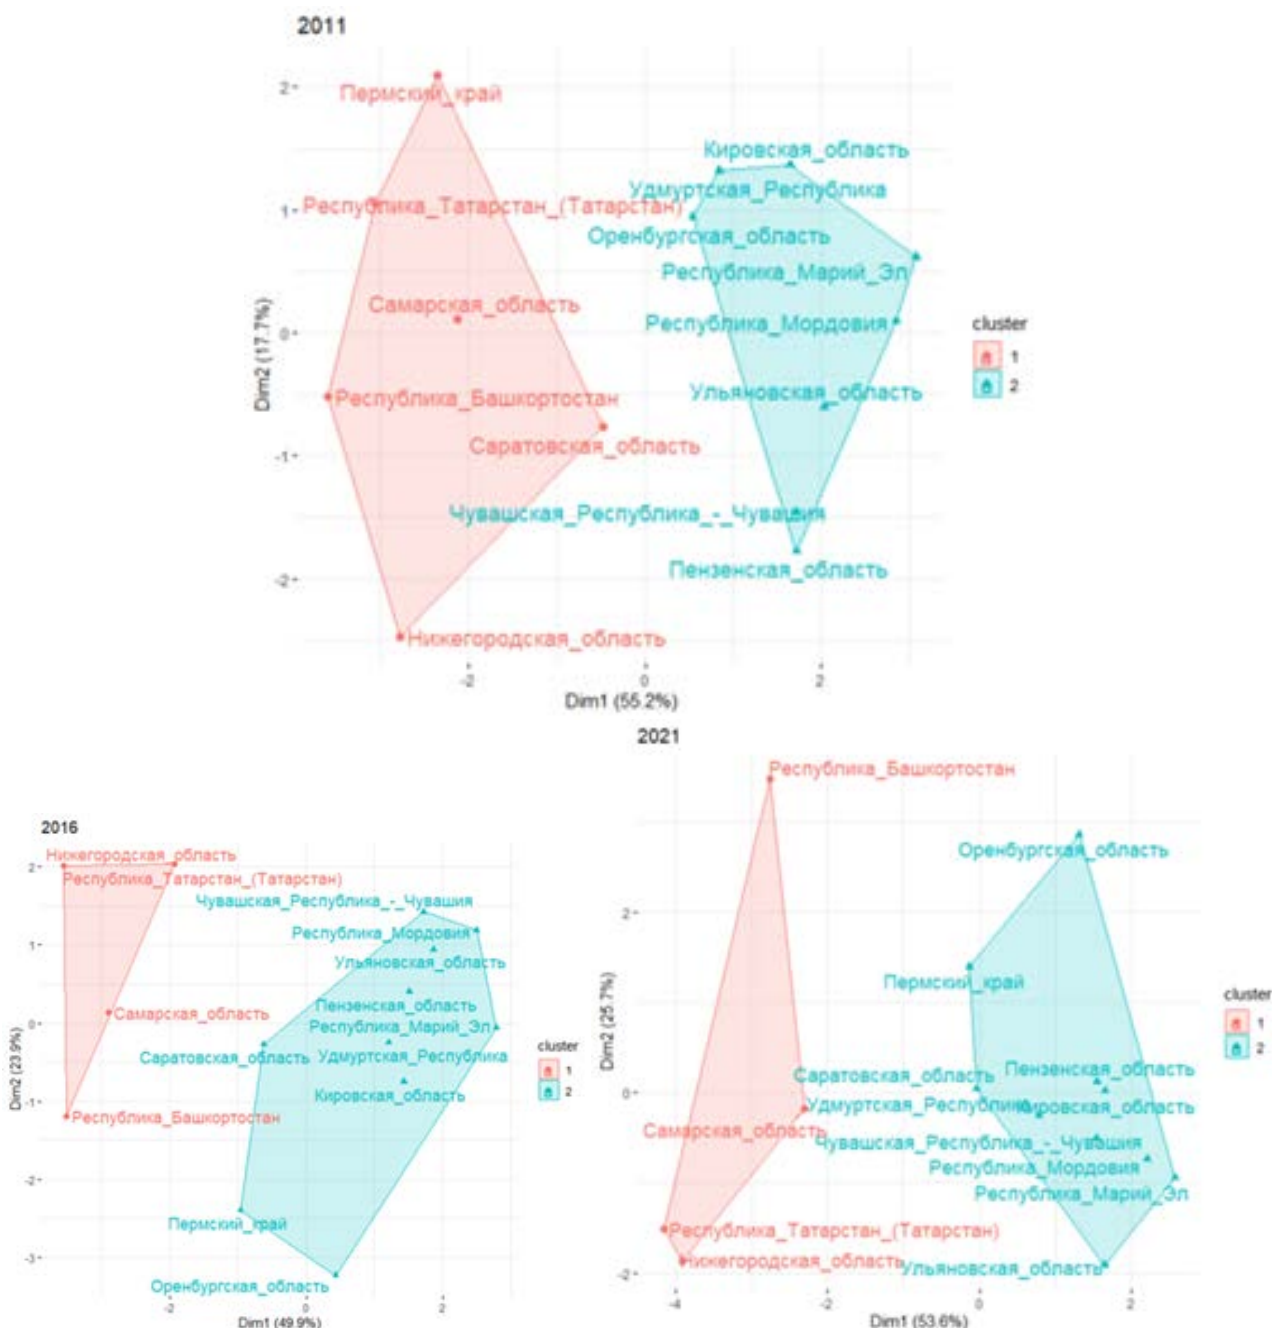 2011
2
Пермский_край
Кировская_область
Удмуртская_Республика
1
Республика_Татарстан_(Татарстан)
Оренбургская_область
Республика_Марий_Эл
Самарская_область
Республика_Мордовия
0
cluster
1
2
Dim2 (17.7%)
Республика_Башкортостан
Ульяновская_область
Саратовская_область
-1
Чувашская_Республика_-_Чувашия
Пензенская_область
-2
Нижегородская_область
-2
0
2
Dim1 (55.2%)
2016
Нижегородская_область
2
Республика_Татарстан_(Татарстан)
Чувашская_Республика_-_Чувашия
Республика_Мордовия
1
Ульяновская_область
Пензенская_область
Самарская_область
0
Республика_Марий_Эл
Саратовская_область
Удмуртская_Республика
Кировская_область
Dim2 (23.9%)
cluster
1
2
-1
Республика_Башкортостан
-2
Пермский_край
-3
Оренбургская_область
-2
0
2
Dim1 (49.9%)
2021
Республика_Башкортостан
Оренбургская_область
2
Пермский_край
Dim2 (25.7%)
cluster
1
2
Пензенская_область
Саратовская_область
0
Удмуртская_Республика
Кировская_область
Самарская_область
Чувашская_Республика_-_Чувашия
Республика_Мордовия
Республика_Марий_Эл
Республика_Татарстан_(Татарстан)
Нижегородская_область
Ульяновская_область
-2
-4
-2
0
2
Dim1 (53.6%)